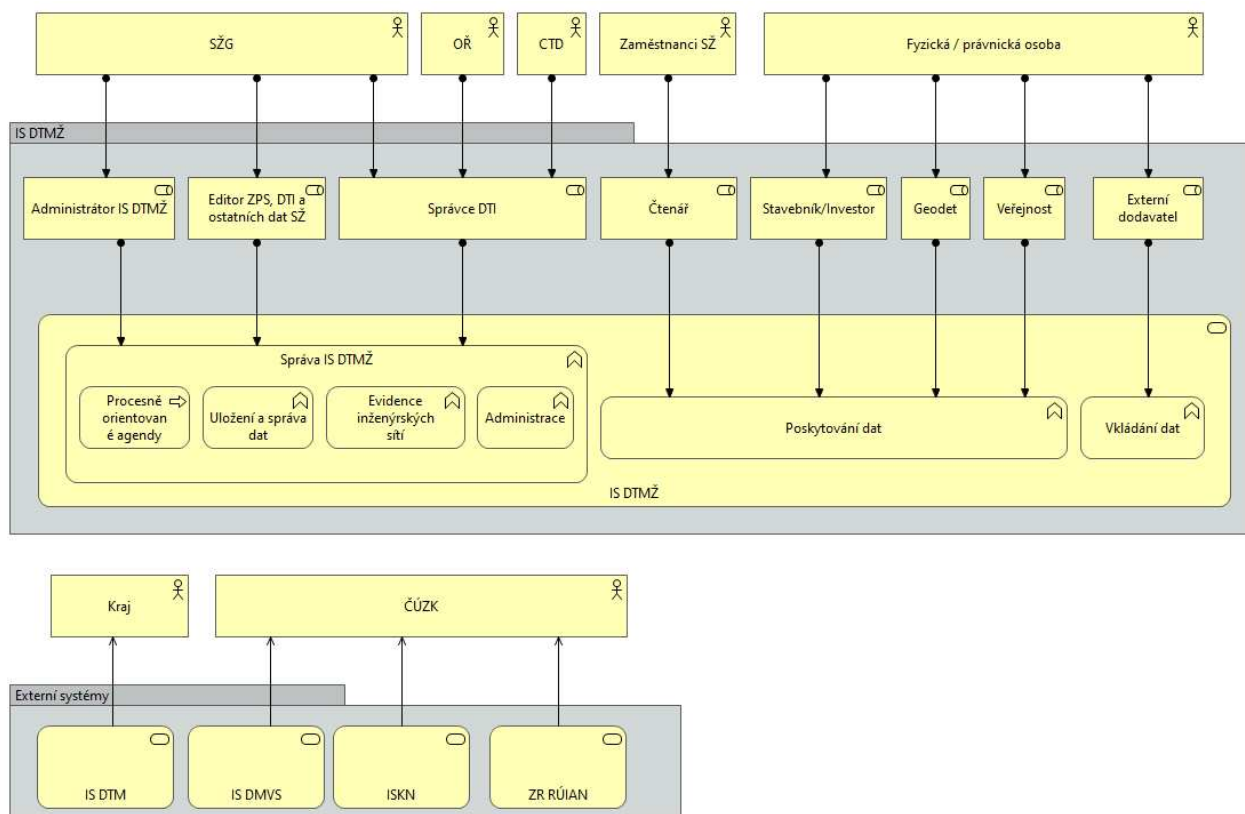 SŽG
OŘ
CTD
Zaměstnanci SŽ
Fyzická / právnická osoba
IS DTMŽ
Administrátor IS DTMŽ
Editor ZPS, DTI a
ostatních dat SŽ
Správce DTI
Čtenář
Stavebník/Investor
Geodet
Veřejnost
Externí
dodavatel
Správa IS DTMŽ
Procesně
orientovan
é agendy
Uložení a správa
dat
Evidence
inženýrských
sítí
Administrace
Poskytování dat
Vkládání dat
IS DTMŽ
Kraj
ČÚZK
Externí systémy
IS DTM
IS DMVS
ISKN
ZR RÚIAN